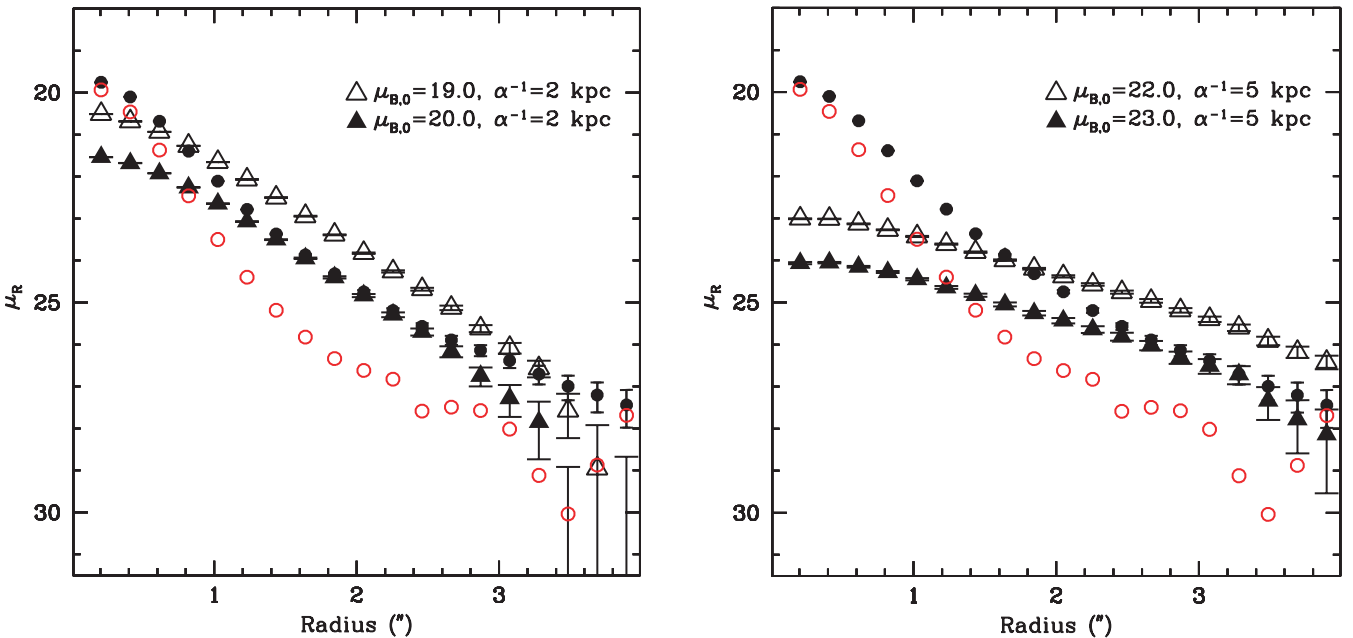 20
25
30
μR
1
2
3
Radius (″)
△ μB,0=19.0, α⁻¹=2 kpc
▲ μB,0=20.0, α⁻¹=2 kpc
20
25
30
μR
1
2
3
Radius (″)
△ μB,0=22.0, α⁻¹=5 kpc
▲ μB,0=23.0, α⁻¹=5 kpc